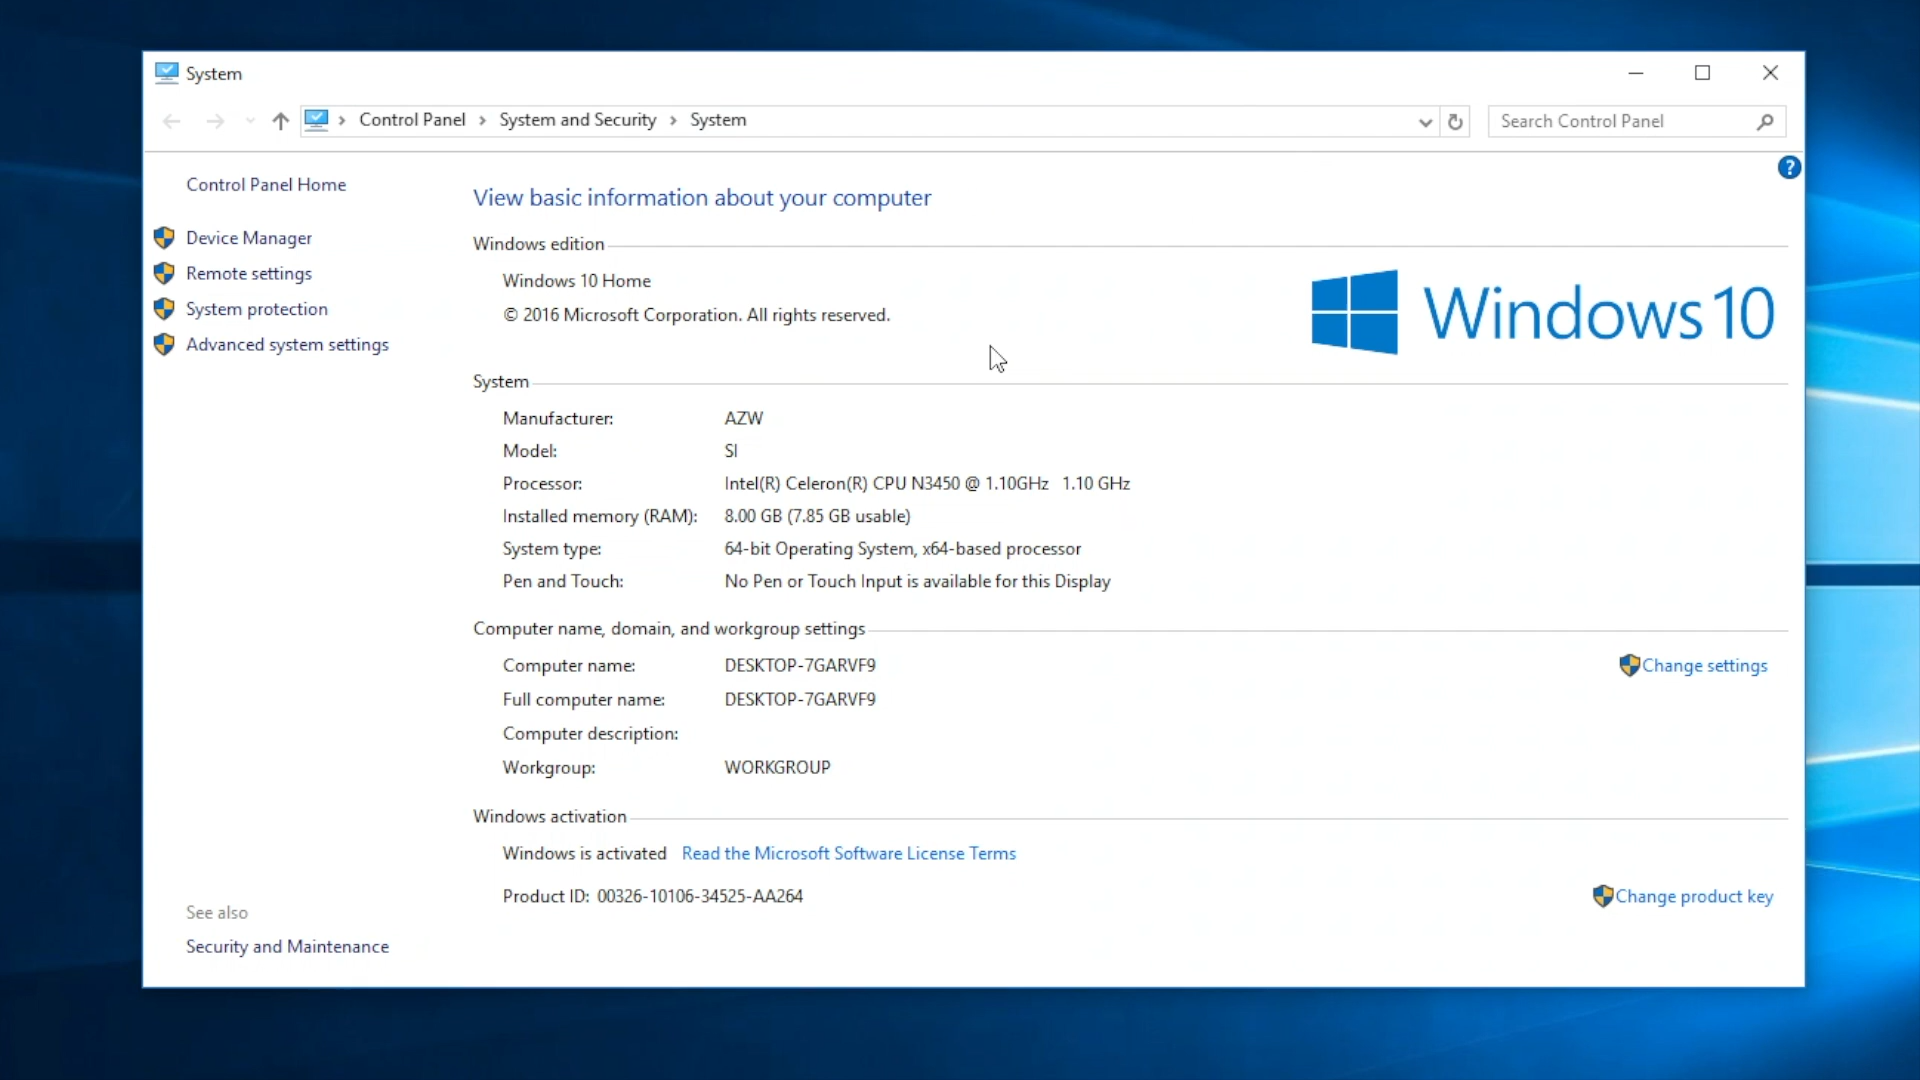 System
Control Panel > System and Security > System
Search Control Panel
?
Control Panel Home
Device Manager
Remote settings
System protection
Advanced system settings
View basic information about your computer
Windows edition
Windows 10 Home
© 2016 Microsoft Corporation. All rights reserved.
Windows 10
System
Manufacturer: AZW
Model: SI
Processor: Intel(R) Celeron(R) CPU N3450 @ 1.10GHz 1.10 GHz
Installed memory (RAM): 8.00 GB (7.85 GB usable)
System type: 64-bit Operating System, x64-based processor
Pen and Touch: No Pen or Touch Input is available for this Display
Computer name, domain, and workgroup settings
Computer name: DESKTOP-7GARVF9 Change settings
Full computer name: DESKTOP-7GARVF9
Computer description:
Workgroup: WORKGROUP
Windows activation
Windows is activated Read the Microsoft Software License Terms
Product ID: 00326-10106-34525-AA264 Change product key
See also
Security and Maintenance